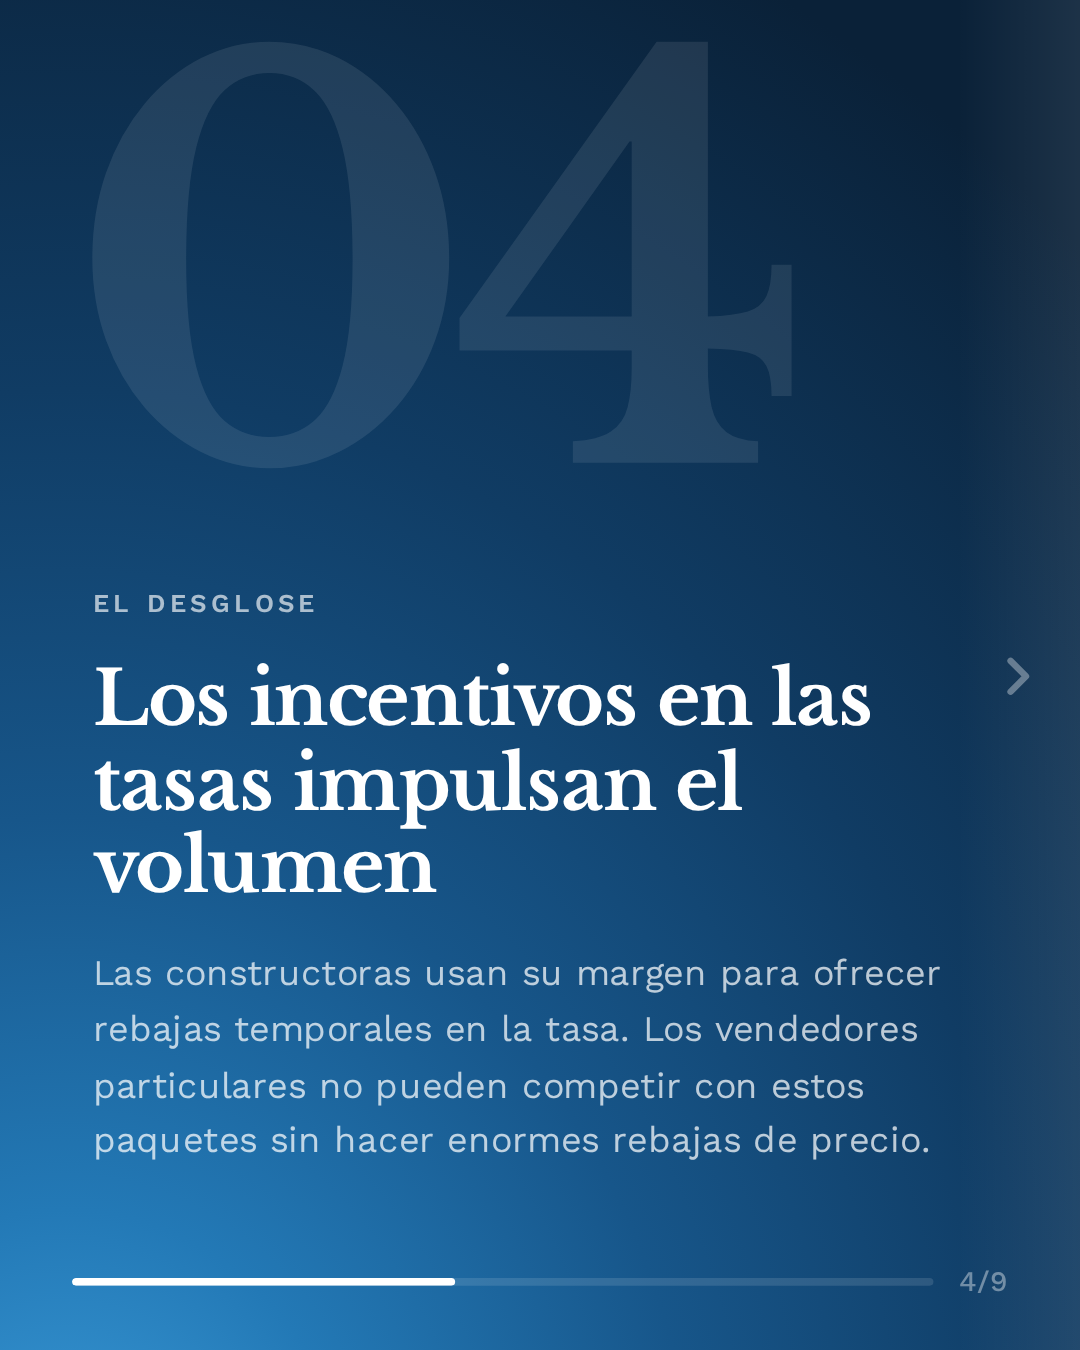 04
EL DESGLOSE
Los incentivos en las
tasas impulsan el
volumen
Las constructoras usan su margen para ofrecer
rebajas temporales en la tasa. Los vendedores
particulares no pueden competir con estos
paquetes sin hacer enormes rebajas de precio.
4/9